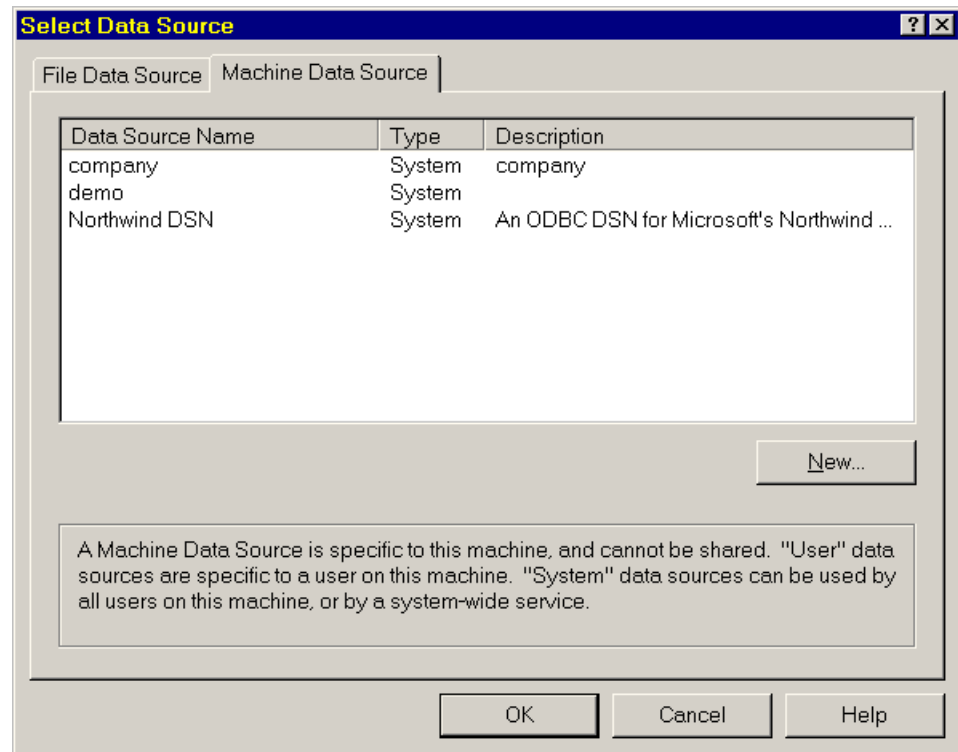 Select Data Source
File Data Source Machine Data Source
Data Source Name Type Description
company System company
demo System
Northwind DSN System An ODBC DSN for Microsoft's Northwind ...
New...
A Machine Data Source is specific to this machine, and cannot be shared. "User" data
sources are specific to a user on this machine. "System" data sources can be used by
all users on this machine, or by a system-wide service.
OK Cancel Help